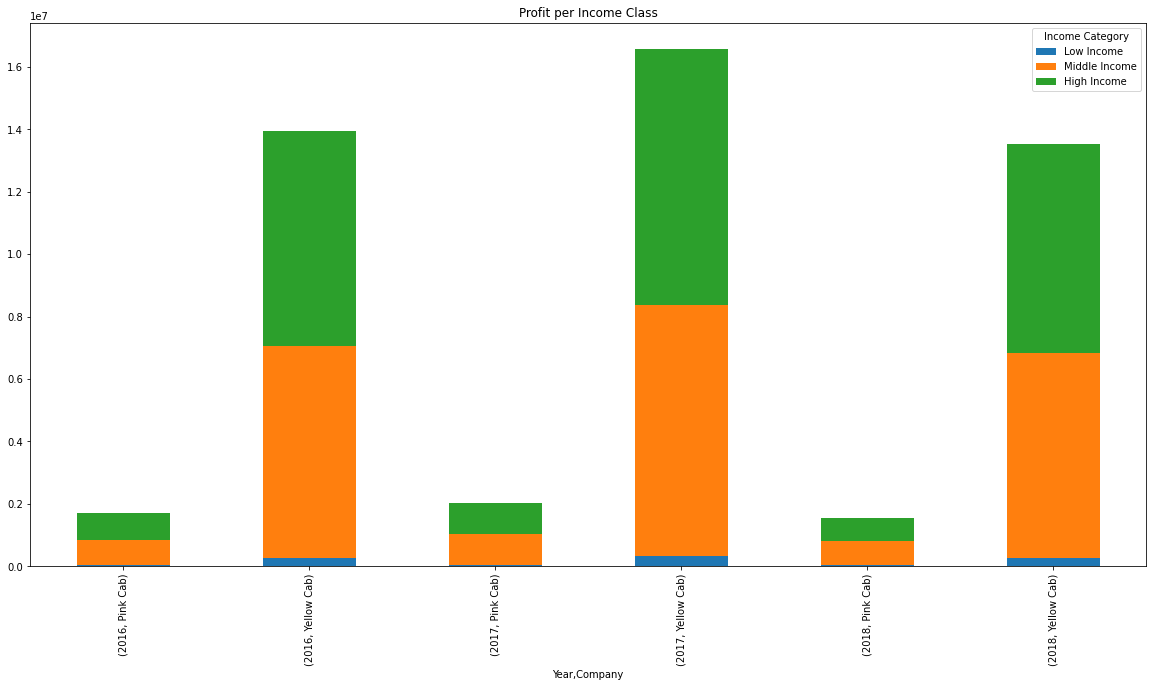 Profit per Income Class
1e7
Income Category
Low Income
Middle Income
High Income
1.6
1.4
1.2
1.0
0.8
0.6
0.4
0.2
0.0
(2016, Pink Cab)
(2016, Yellow Cab)
(2017, Pink Cab)
(2017, Yellow Cab)
(2018, Pink Cab)
(2018, Yellow Cab)
Year,Company